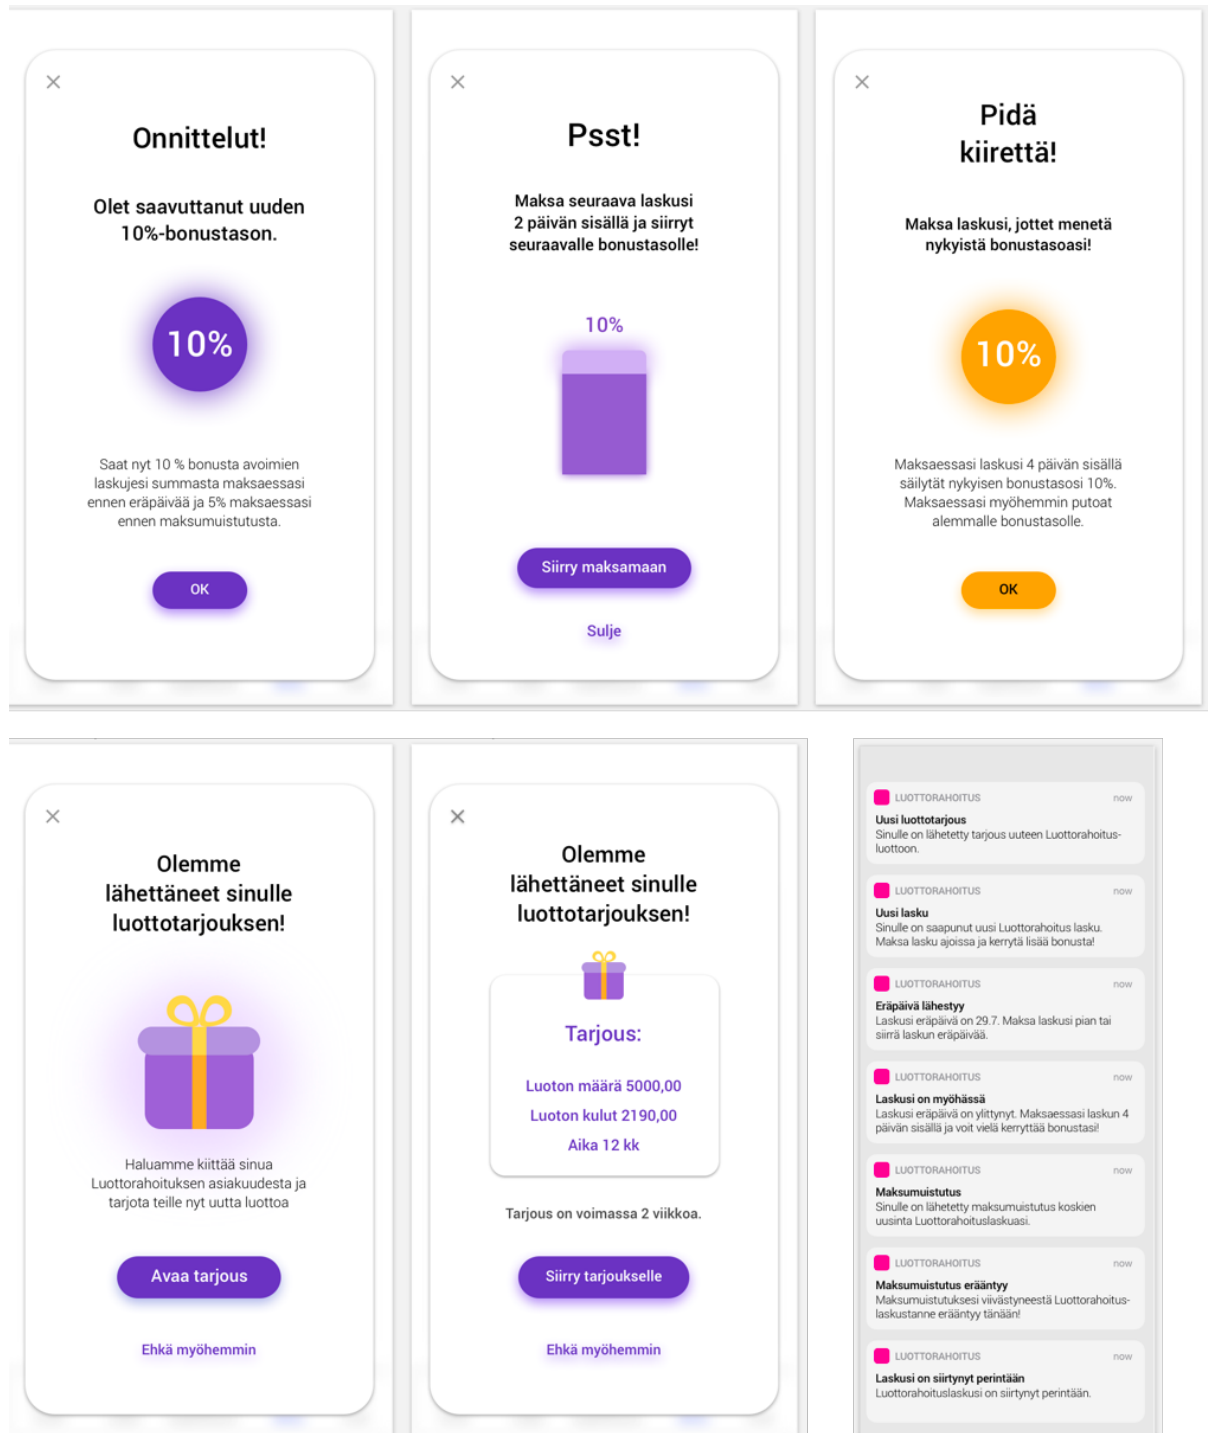 Onnittelut!
Olet saavuttanut uuden
10%-bonustason.
10%
Saat nyt 10 % bonusta avoimien
laskujesi summasta maksaessasi
ennen eräpäivää ja 5% maksaessasi
ennen maksumuistutusta.
OK
Psst!
Maksa seuraava laskusi
2 päivän sisällä ja siirryt
seuraavalle bonustasolle!
10%
Siirry maksamaan
Sulje
Pidä
kiirettä!
Maksa laskusi, jottet menetä
nykyistä bonustasoasi!
10%
Maksaessasi laskusi 4 päivän sisällä
säilytät nykyisen bonustasosi 10%.
Maksaessasi myöhemmin putoat
alemmalle bonustasolle.
OK
Olemme
lähettäneet sinulle
luottotarjouksen!
Haluamme kiittää sinua
Luottorahoituksen asiakuudesta ja
tarjota teille nyt uutta luottoa
Avaa tarjous
Ehkä myöhemmin
Olemme
lähettäneet sinulle
luottotarjouksen!
Tarjous:
Luoton määrä 5000,00
Luoton kulut 2190,00
Aika 12 kk
Tarjous on voimassa 2 viikkoa.
Siirry tarjoukselle
Ehkä myöhemmin
LUOTTORAHOITUS now
Uusi luottotarjous
Sinulle on lähetetty tarjous uuteen Luottorahoitus-
luottoon.
LUOTTORAHOITUS now
Uusi lasku
Sinulle on saapunut uusi Luottorahoitus lasku.
Maksa lasku ajoissa ja kerrytä lisää bonusta!
LUOTTORAHOITUS now
Eräpäivä lähestyy
Laskusi eräpäivä on 29.7. Maksa laskusi pian tai
siirrä laskun eräpäivää.
LUOTTORAHOITUS now
Laskusi on myöhässä
Laskusi eräpäivä on ylittynyt. Maksaessasi laskun 4
päivän sisällä ja voit vielä kerryttää bonustasi!
LUOTTORAHOITUS now
Maksumuistutus
Sinulle on lähetetty maksumuistutus koskien
uusinta Luottorahoituslaskuasi.
LUOTTORAHOITUS now
Maksumuistutus erääntyy
Maksumuistutuksesi viivästyneestä Luottorahoitus-
laskustanne erääntyy tänään!
LUOTTORAHOITUS now
Laskusi on siirtynyt perintään
Luottorahoituslaskusi on siirtynyt perintään.